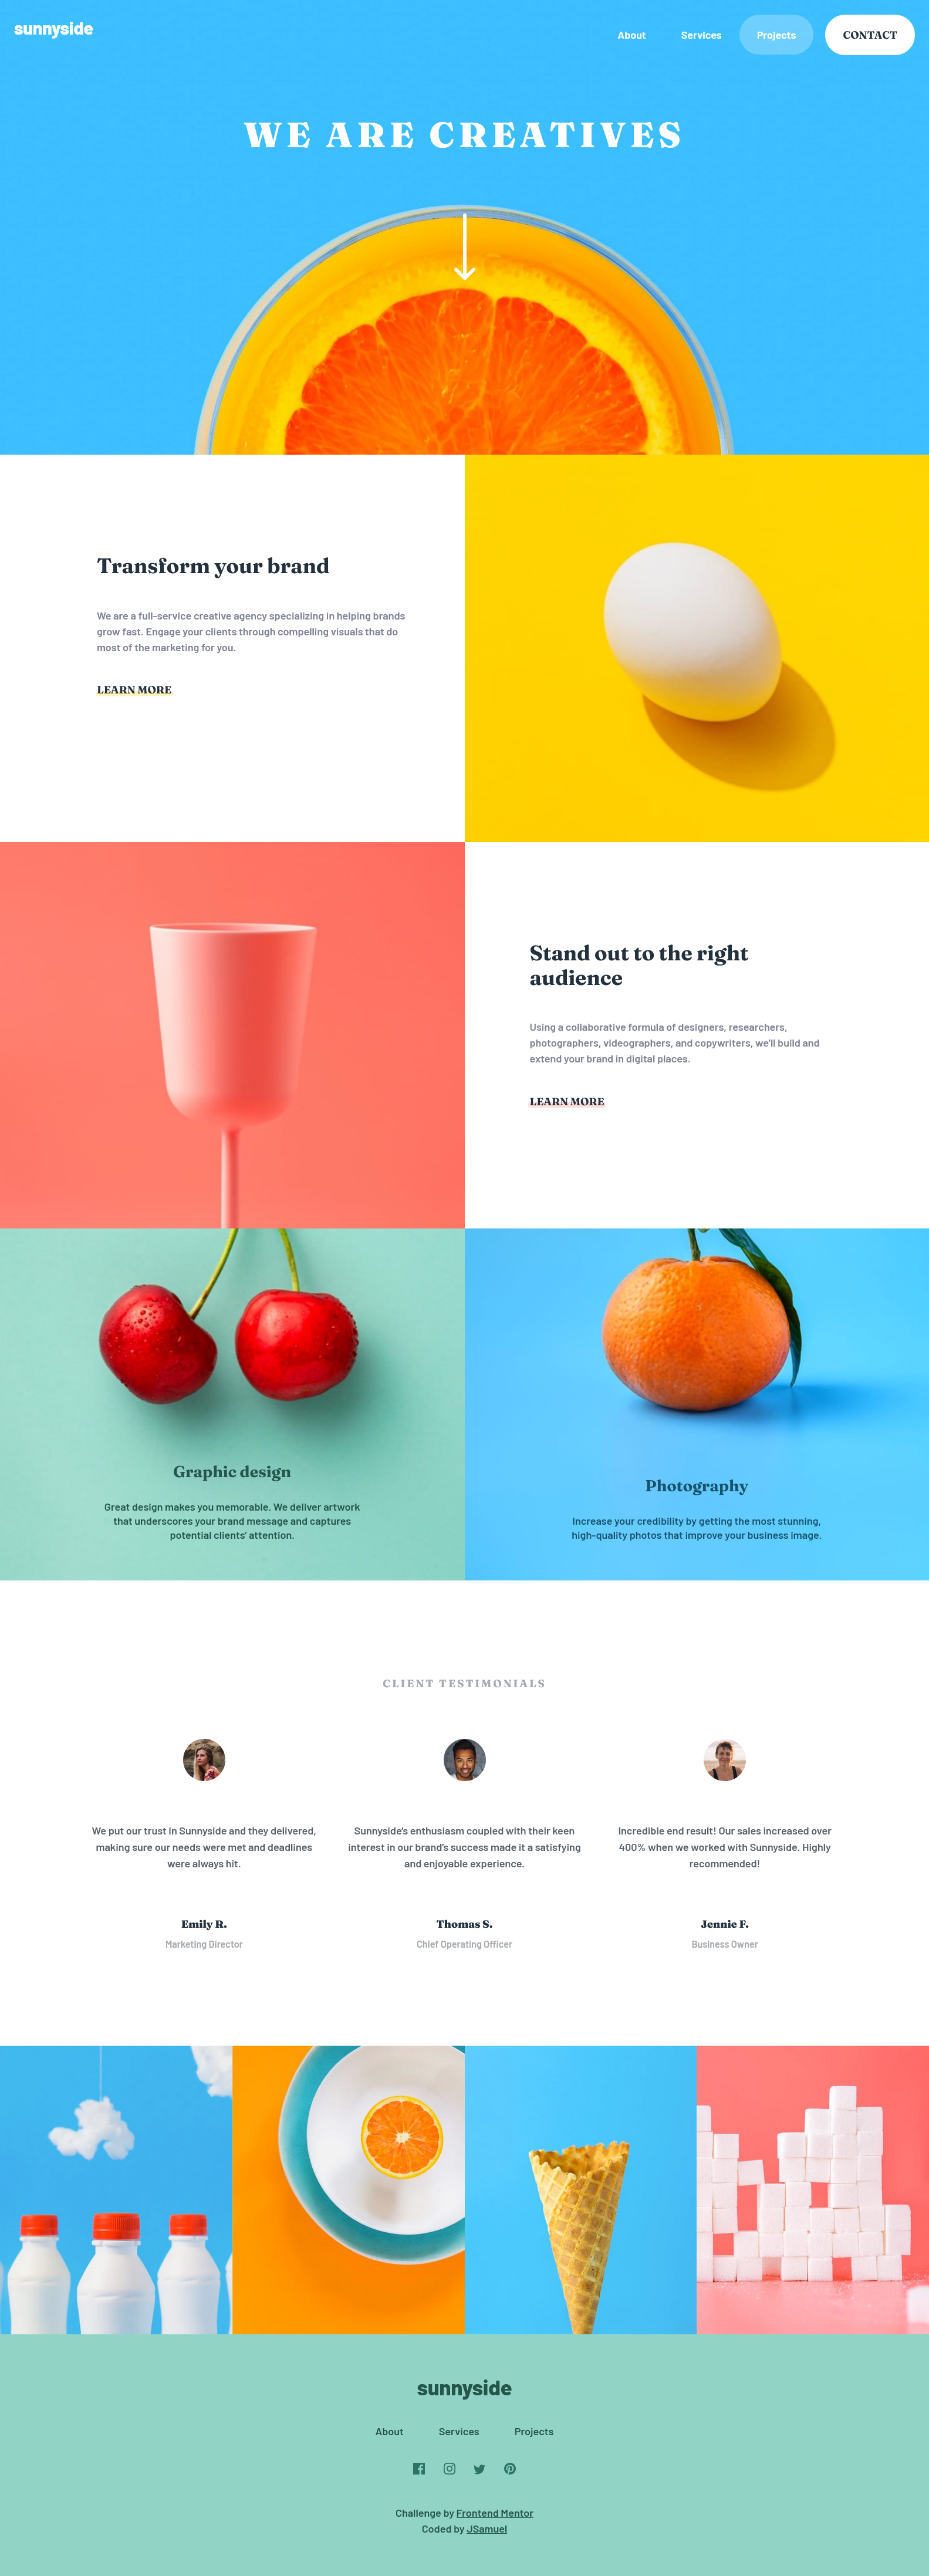 sunnyside
About Services Projects CONTACT
WE ARE CREATIVES
Transform your brand
We are a full-service creative agency specializing in helping brands
grow fast. Engage your clients through compelling visuals that do
most of the marketing for you.
LEARN MORE
Stand out to the right
audience
Using a collaborative formula of designers, researchers,
photographers, videographers, and copywriters, we'll build and
extend your brand in digital places.
LEARN MORE
Graphic design
Great design makes you memorable. We deliver artwork
that underscores your brand message and captures
potential clients' attention.
Photography
Increase your credibility by getting the most stunning,
high-quality photos that improve your business image.
CLIENT TESTIMONIALS
We put our trust in Sunnyside and they delivered,
making sure our needs were met and deadlines
were always hit.
Emily R.
Marketing Director
Sunnyside's enthusiasm coupled with their keen
interest in our brand's success made it a satisfying
and enjoyable experience.
Thomas S.
Chief Operating Officer
Incredible end result! Our sales increased over
400% when we worked with Sunnyside. Highly
recommended!
Jennie F.
Business Owner
sunnyside
About Services Projects
Challenge by Frontend Mentor
Coded by JSamuel